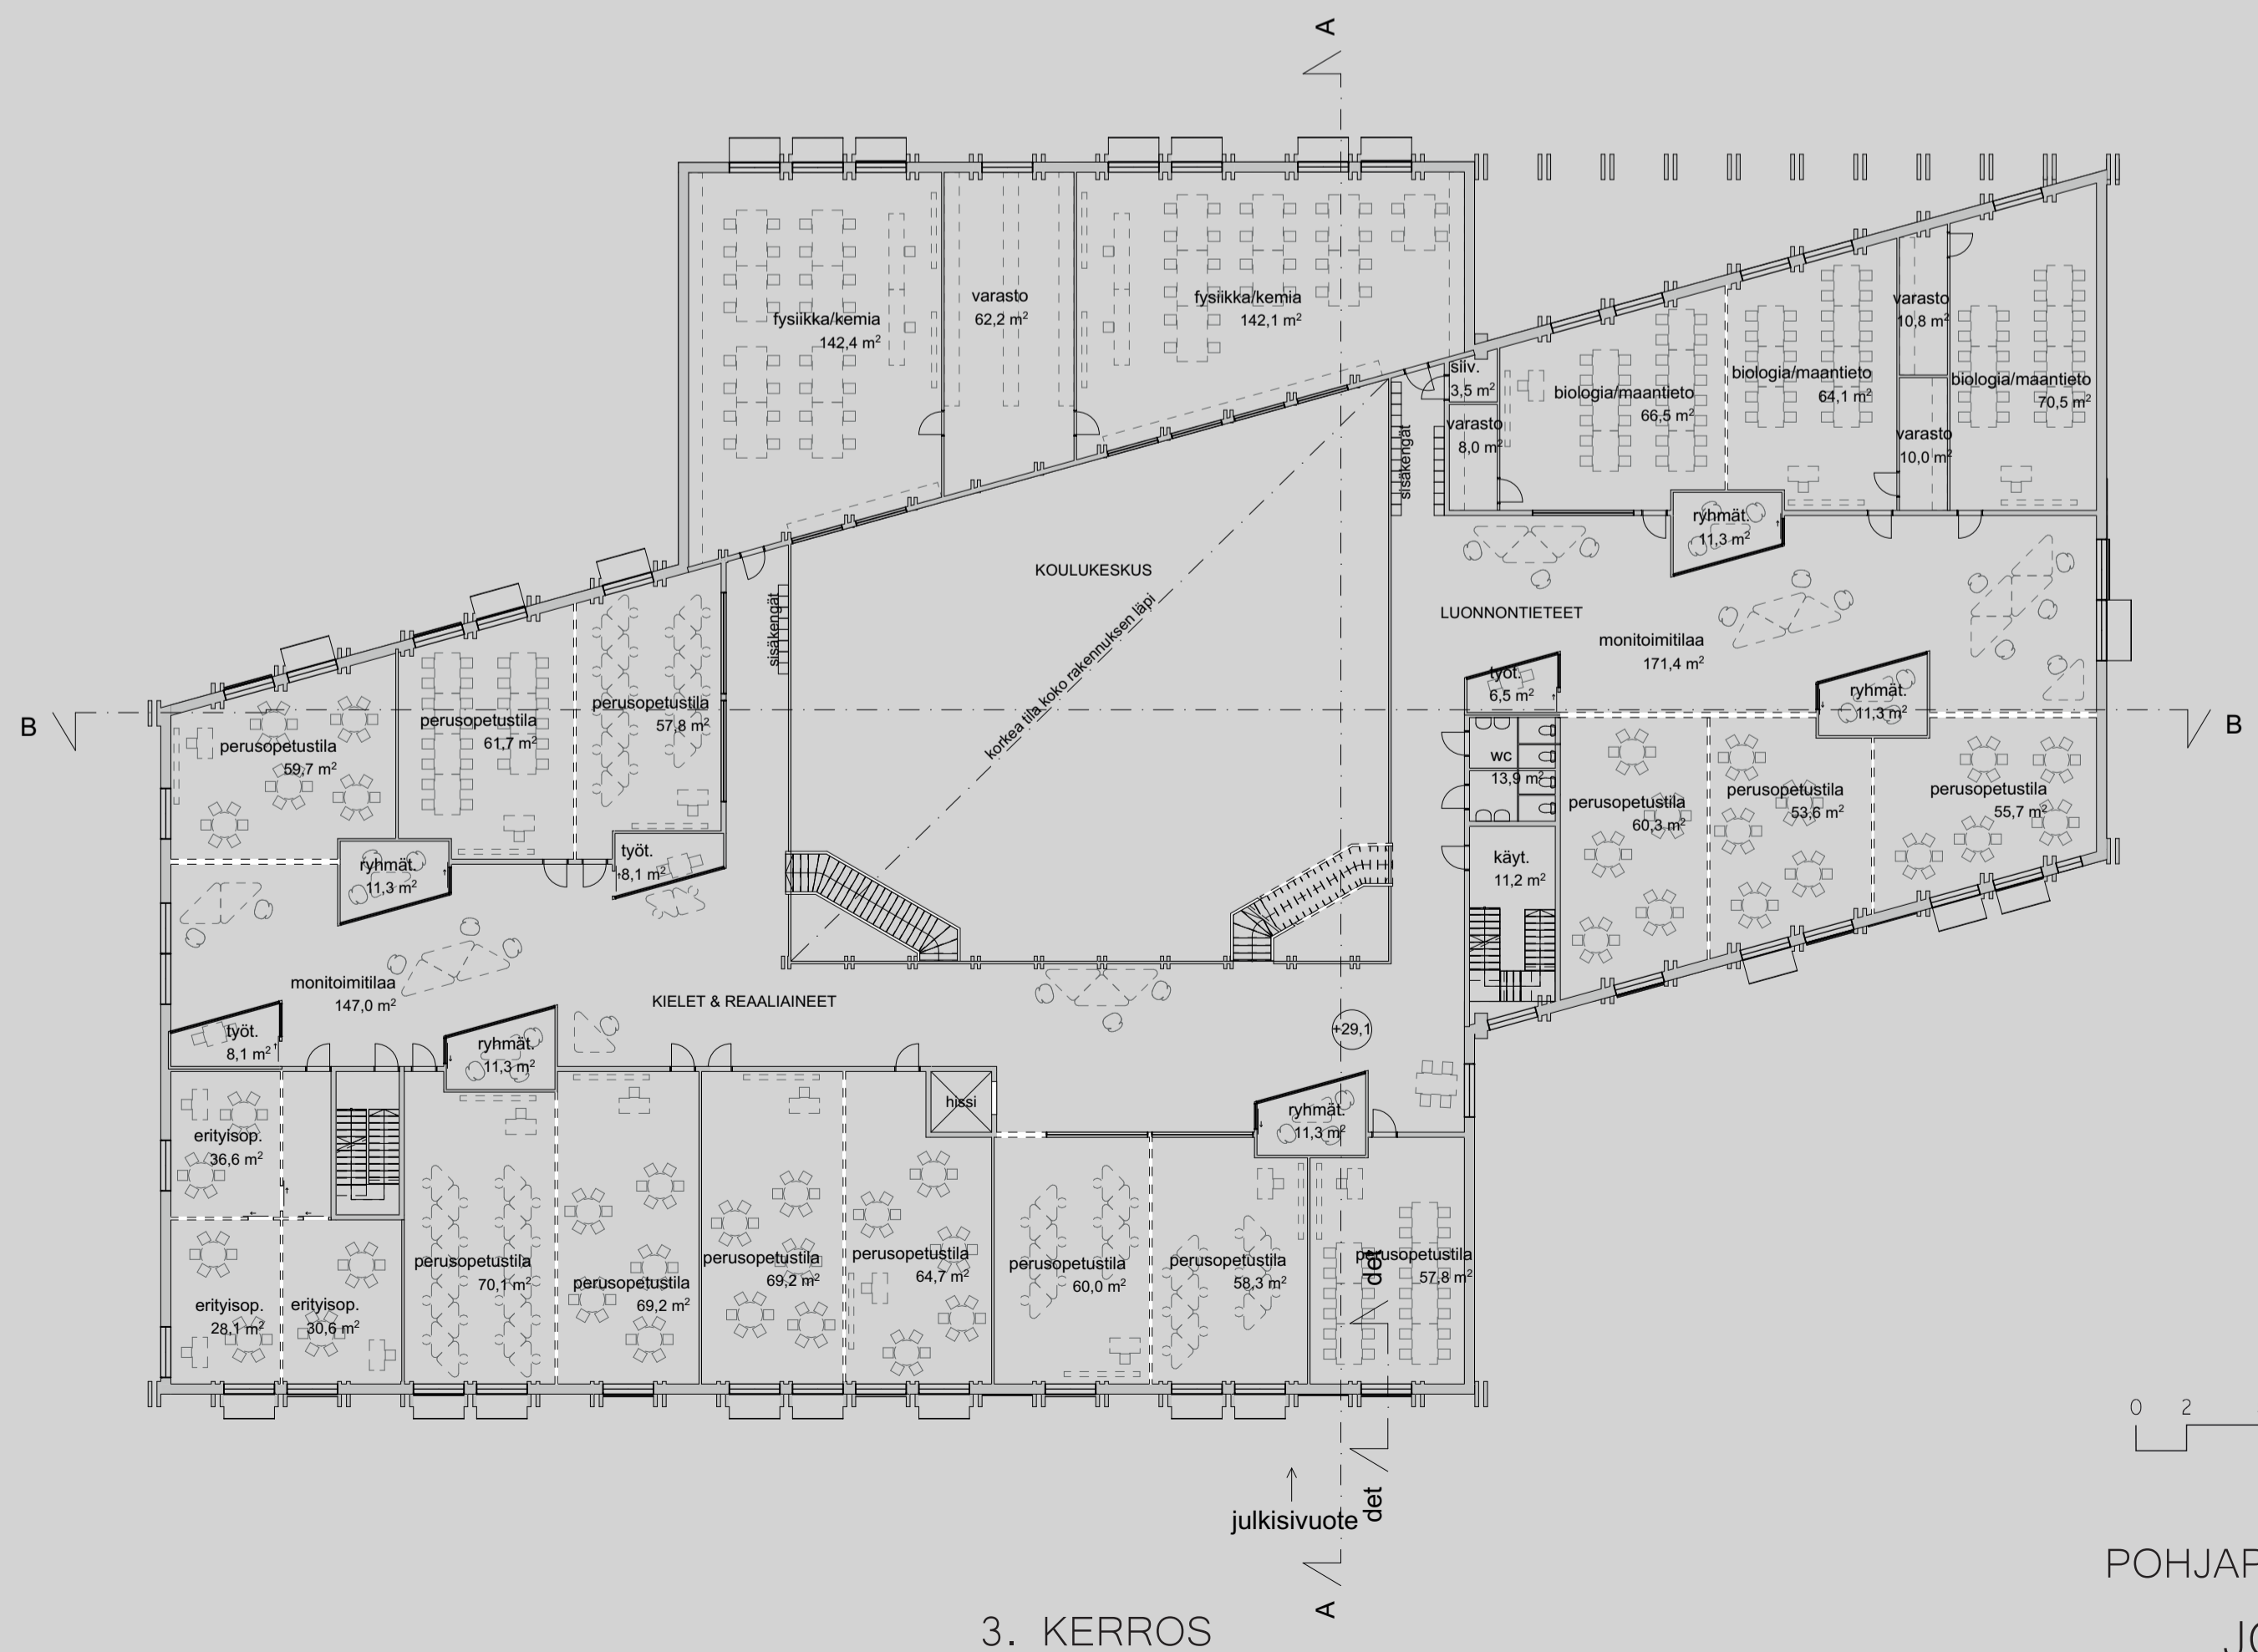 A
fysiikka/kemia
142,4 m²
varasto
62,2 m²
fysiikka/kemia
142,1 m²
siiv.
3,5 m²
varasto
8,0 m²
biologia/maantieto
66,5 m²
biologia/maantieto
64,1 m²
varasto
10,8 m²
varasto
10,0 m²
biologia/maantieto
70,5 m²
sisäkengät
ryhmät.
11,3 m²
KOULUKESKUS
korkea tila koko rakennuksen läpi
LUONNONTIETEET
monitoimitilaa
171,4 m²
sisäkengät
työt.
6,5 m²
ryhmät.
11,3 m²
B
B
perusopetustila
59,7 m²
perusopetustila
61,7 m²
perusopetustila
57,8 m²
wc
13,9 m²
perusopetustila
60,3 m²
perusopetustila
53,6 m²
perusopetustila
55,7 m²
ryhmät.
11,3 m²
työt.
8,1 m²
käyt.
11,2 m²
monitoimitilaa
147,0 m²
KIELET & REAALIAINEET
+29,1
työt.
8,1 m²
ryhmät.
11,3 m²
hissi
ryhmät.
11,3 m²
erityisop.
36,6 m²
erityisop.
28,1 m²
erityisop.
30,6 m²
perusopetustila
70,1 m²
perusopetustila
69,2 m²
perusopetustila
69,2 m²
perusopetustila
64,7 m²
perusopetustila
60,0 m²
perusopetustila
58,3 m²
perusopetustila
57,8 m²
det
0 2
det
julkisivuote
A
POHJAP
3. KERROS
JO